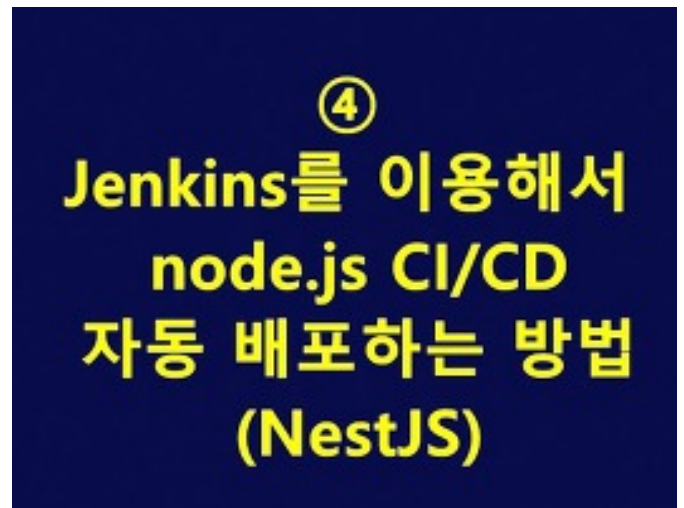 ④
Jenkins를 이용해서
node.js CI/CD
자동 배포하는 방법
(NestJS)